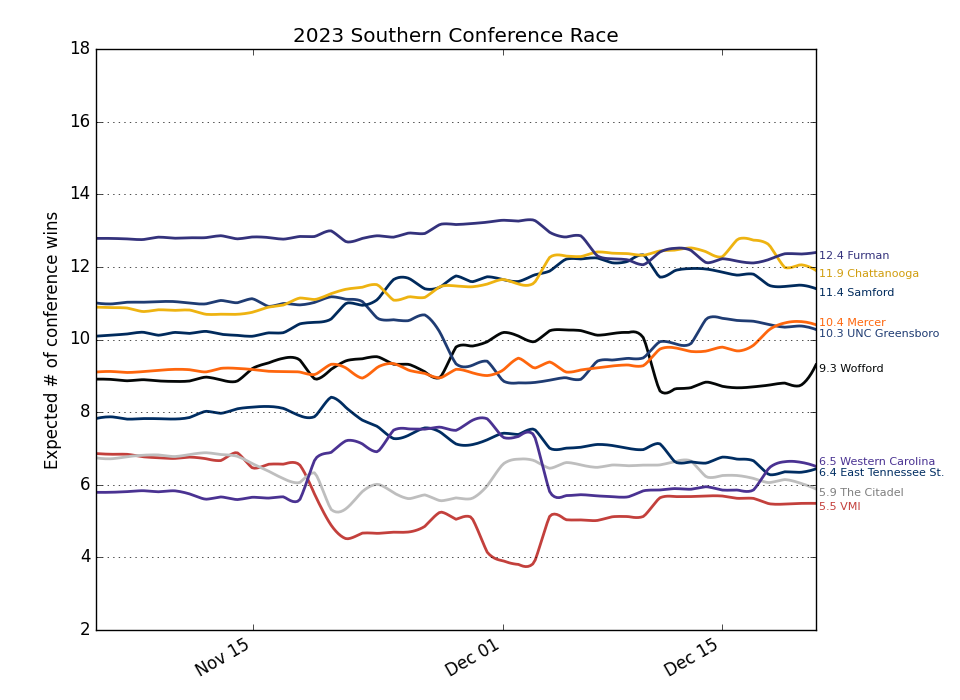 2023 Southern Conference Race
Expected # of conference wins
18
16
14
12
10
8
6
4
2
Nov 15
Dec 01
Dec 15
12.4 Furman
11.9 Chattanooga
11.4 Samford
10.4 Mercer
10.3 UNC Greensboro
9.3 Wofford
6.5 Western Carolina
6.4 East Tennessee St.
5.9 The Citadel
5.5 VMI